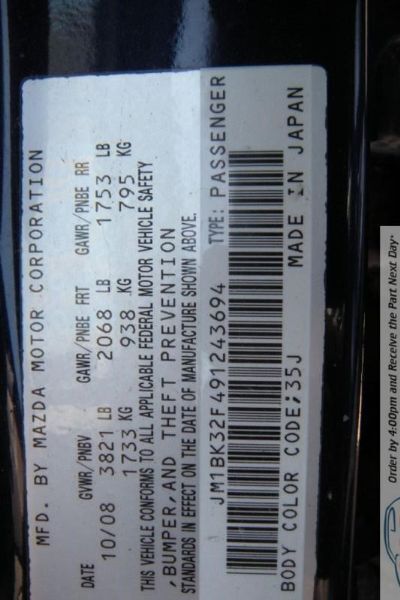 MFD. BY MAZDA MOTOR CORPORATION
DATE GVWR/PNBV GAWR/PNBE FRT GAWR/PNBE RR
10/08 3821 LB 2068 LB 1753 LB
1733 KG 938 KG 795 KG
THIS VEHICLE CONFORMS TO ALL APPLICABLE FEDERAL MOTOR VEHICLE SAFETY
,BUMPER,AND THEFT PREVENTION
STANDARDS IN EFFECT ON THE DATE OF MANUFACTURE SHOWN ABOVE.
JM1BK32F491243694 TYPE: PASSENGER
BODY COLOR CODE;35J MADE IN JAPAN
Order by 4:00pm and Receive the Part Next Day*